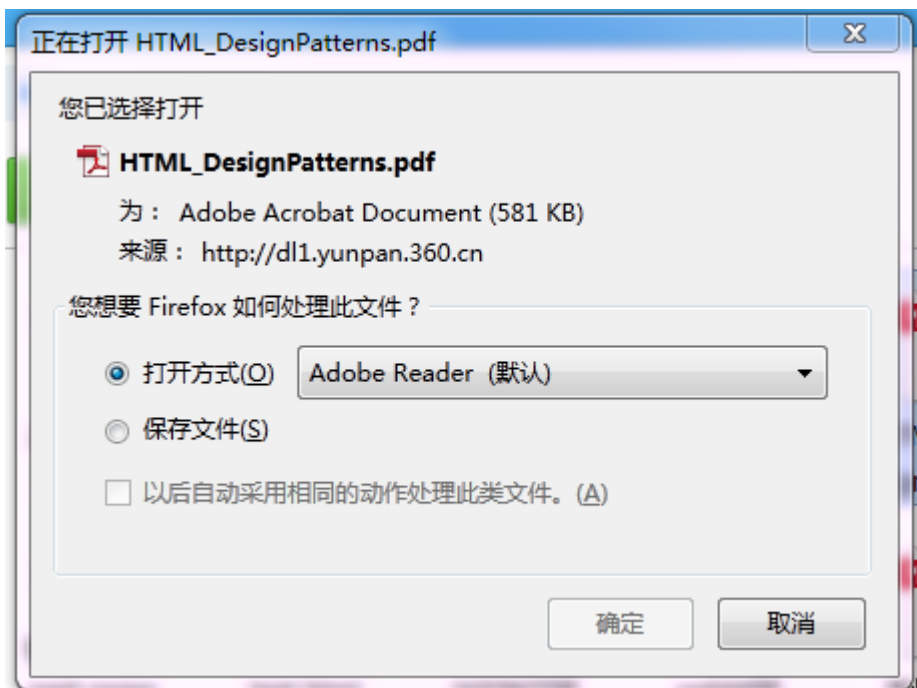 正在打开 HTML_DesignPatterns.pdf
您已选择打开
HTML_DesignPatterns.pdf
为： Adobe Acrobat Document (581 KB)
来源： http://dl1.yunpan.360.cn
您想要 Firefox 如何处理此文件？
打开方式(O) Adobe Reader (默认)
保存文件(S)
以后自动采用相同的动作处理此类文件。(A)
确定 取消